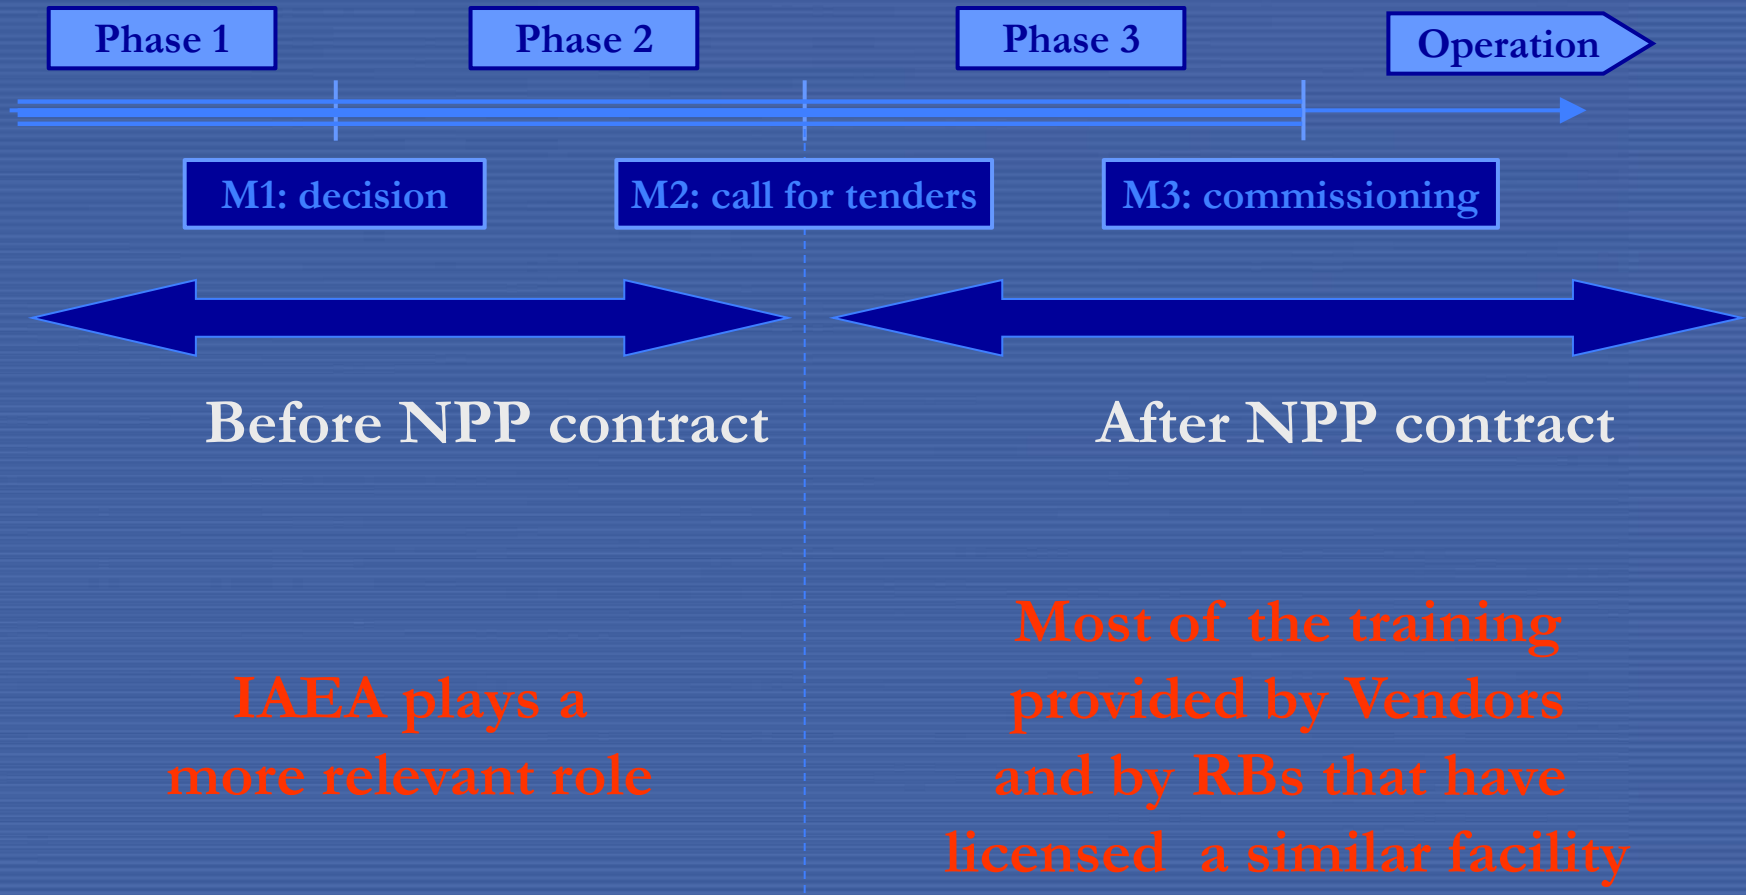 Phase 1
Phase 2
Phase 3
Operation
M1: decision
M2: call for tenders
M3: commissioning
Before NPP contract
After NPP contract
IAEA plays a
more relevant role
Most of the training
provided by Vendors
and by RBs that have
licensed a similar facility